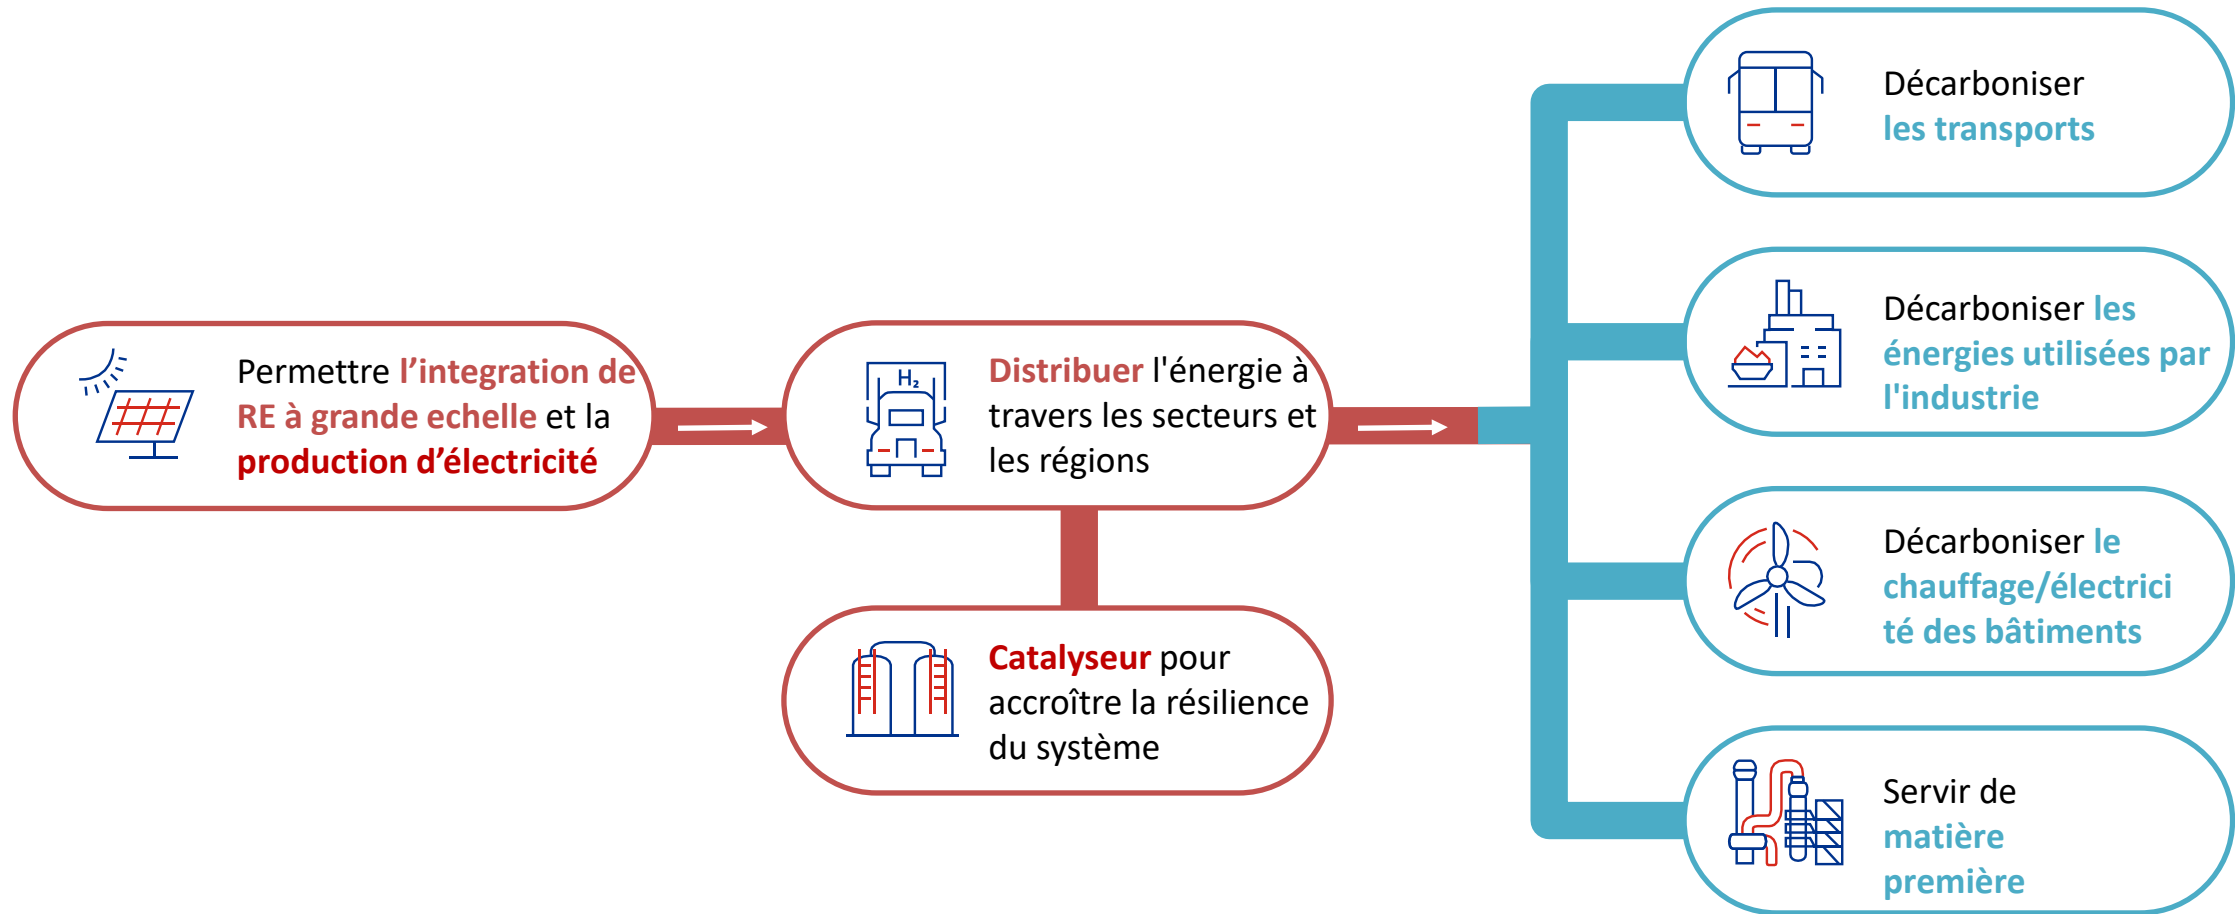 Permettre l’integration de
RE à grande echelle et la
production d’électricité
H₂
Distribuer l'énergie à
travers les secteurs et
les régions
Catalyseur pour
accroître la résilience
du système
Décarboniser
les transports
Décarboniser les
énergies utilisées par
l'industrie
Décarboniser le
chauffage/électrici
té des bâtiments
Servir de
matière
première